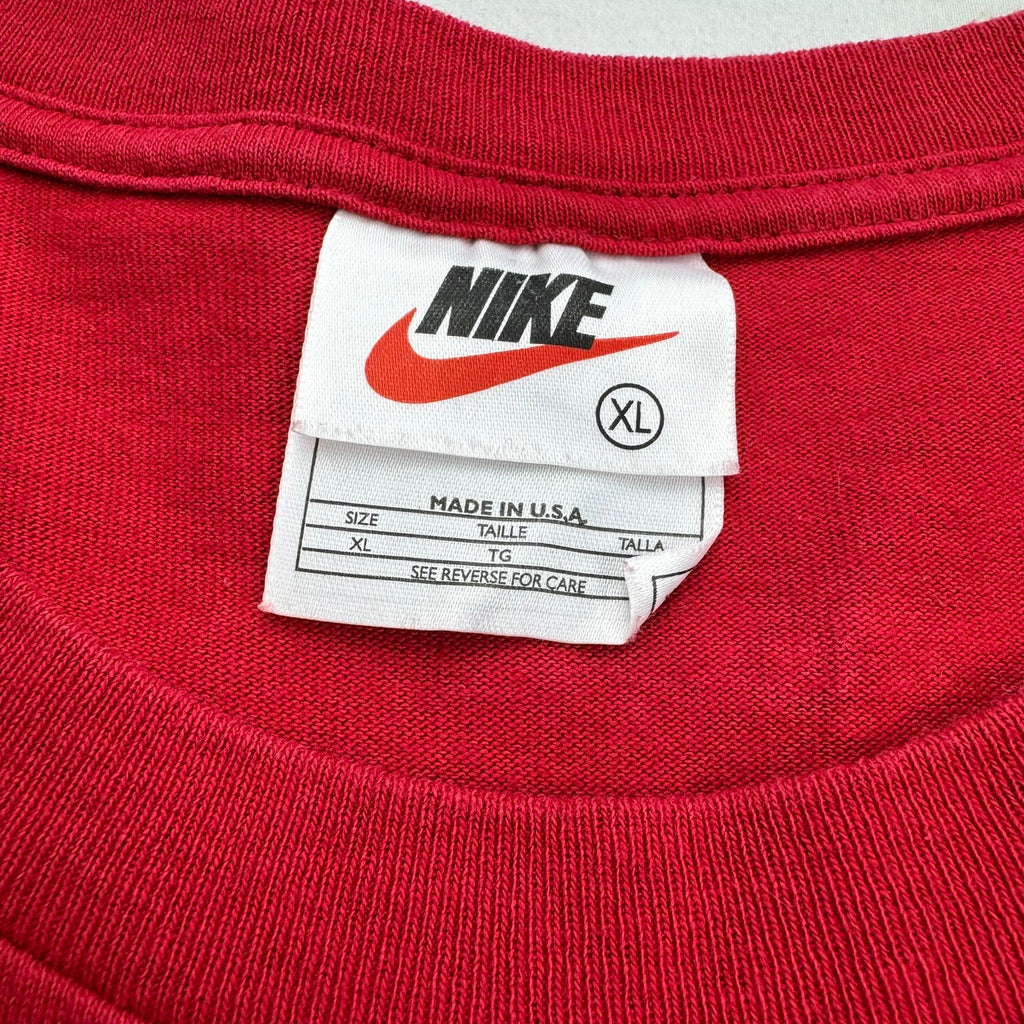 NIKE
XL
MADE IN U.S.A.
SIZE TAILLE TALLA
XL TG
SEE REVERSE FOR CARE